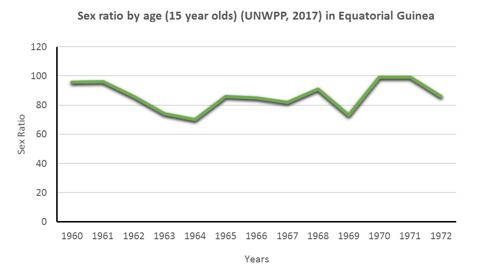 Sex ratio by age (15 year olds) (UNWPP, 2017) in Equatorial Guinea
120
100
80
60
40
20
0
Sex Ratio
1960 1961 1962 1963 1964 1965 1966 1967 1968 1969 1970 1971 1972
Years